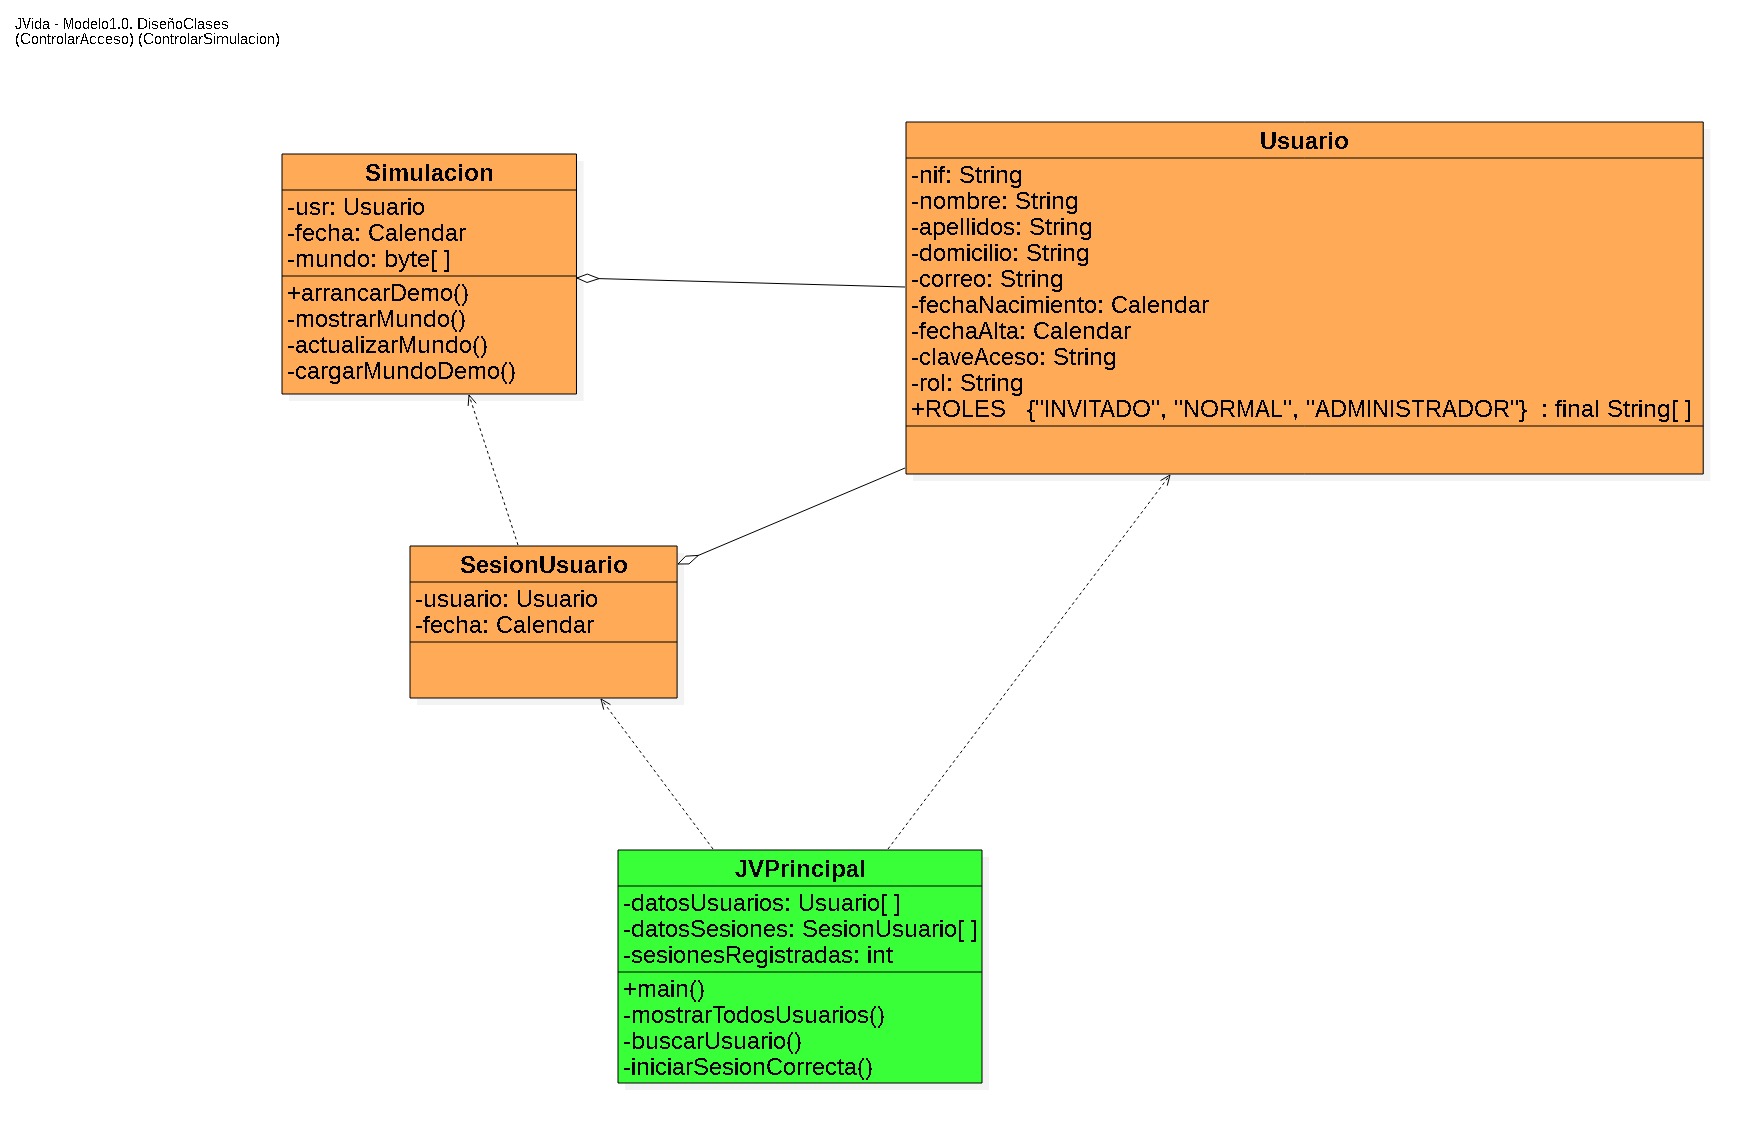 JVida - Modelo1.0. DiseñoClases
(ControlarAcceso) (ControlarSimulacion)
Simulacion
-usr: Usuario
-fecha: Calendar
-mundo: byte[ ]
+arrancarDemo()
-mostrarMundo()
-actualizarMundo()
-cargarMundoDemo()
Usuario
-nif: String
-nombre: String
-apellidos: String
-domicilio: String
-correo: String
-fechaNacimiento: Calendar
-fechaAlta: Calendar
-claveAceso: String
-rol: String
+ROLES {"INVITADO", "NORMAL", "ADMINISTRADOR"} : final String[ ]
SesionUsuario
-usuario: Usuario
-fecha: Calendar
JVPrincipal
-datosUsuarios: Usuario[ ]
-datosSesiones: SesionUsuario[ ]
-sesionesRegistradas: int
+main()
-mostrarTodosUsuarios()
-buscarUsuario()
-iniciarSesionCorrecta()